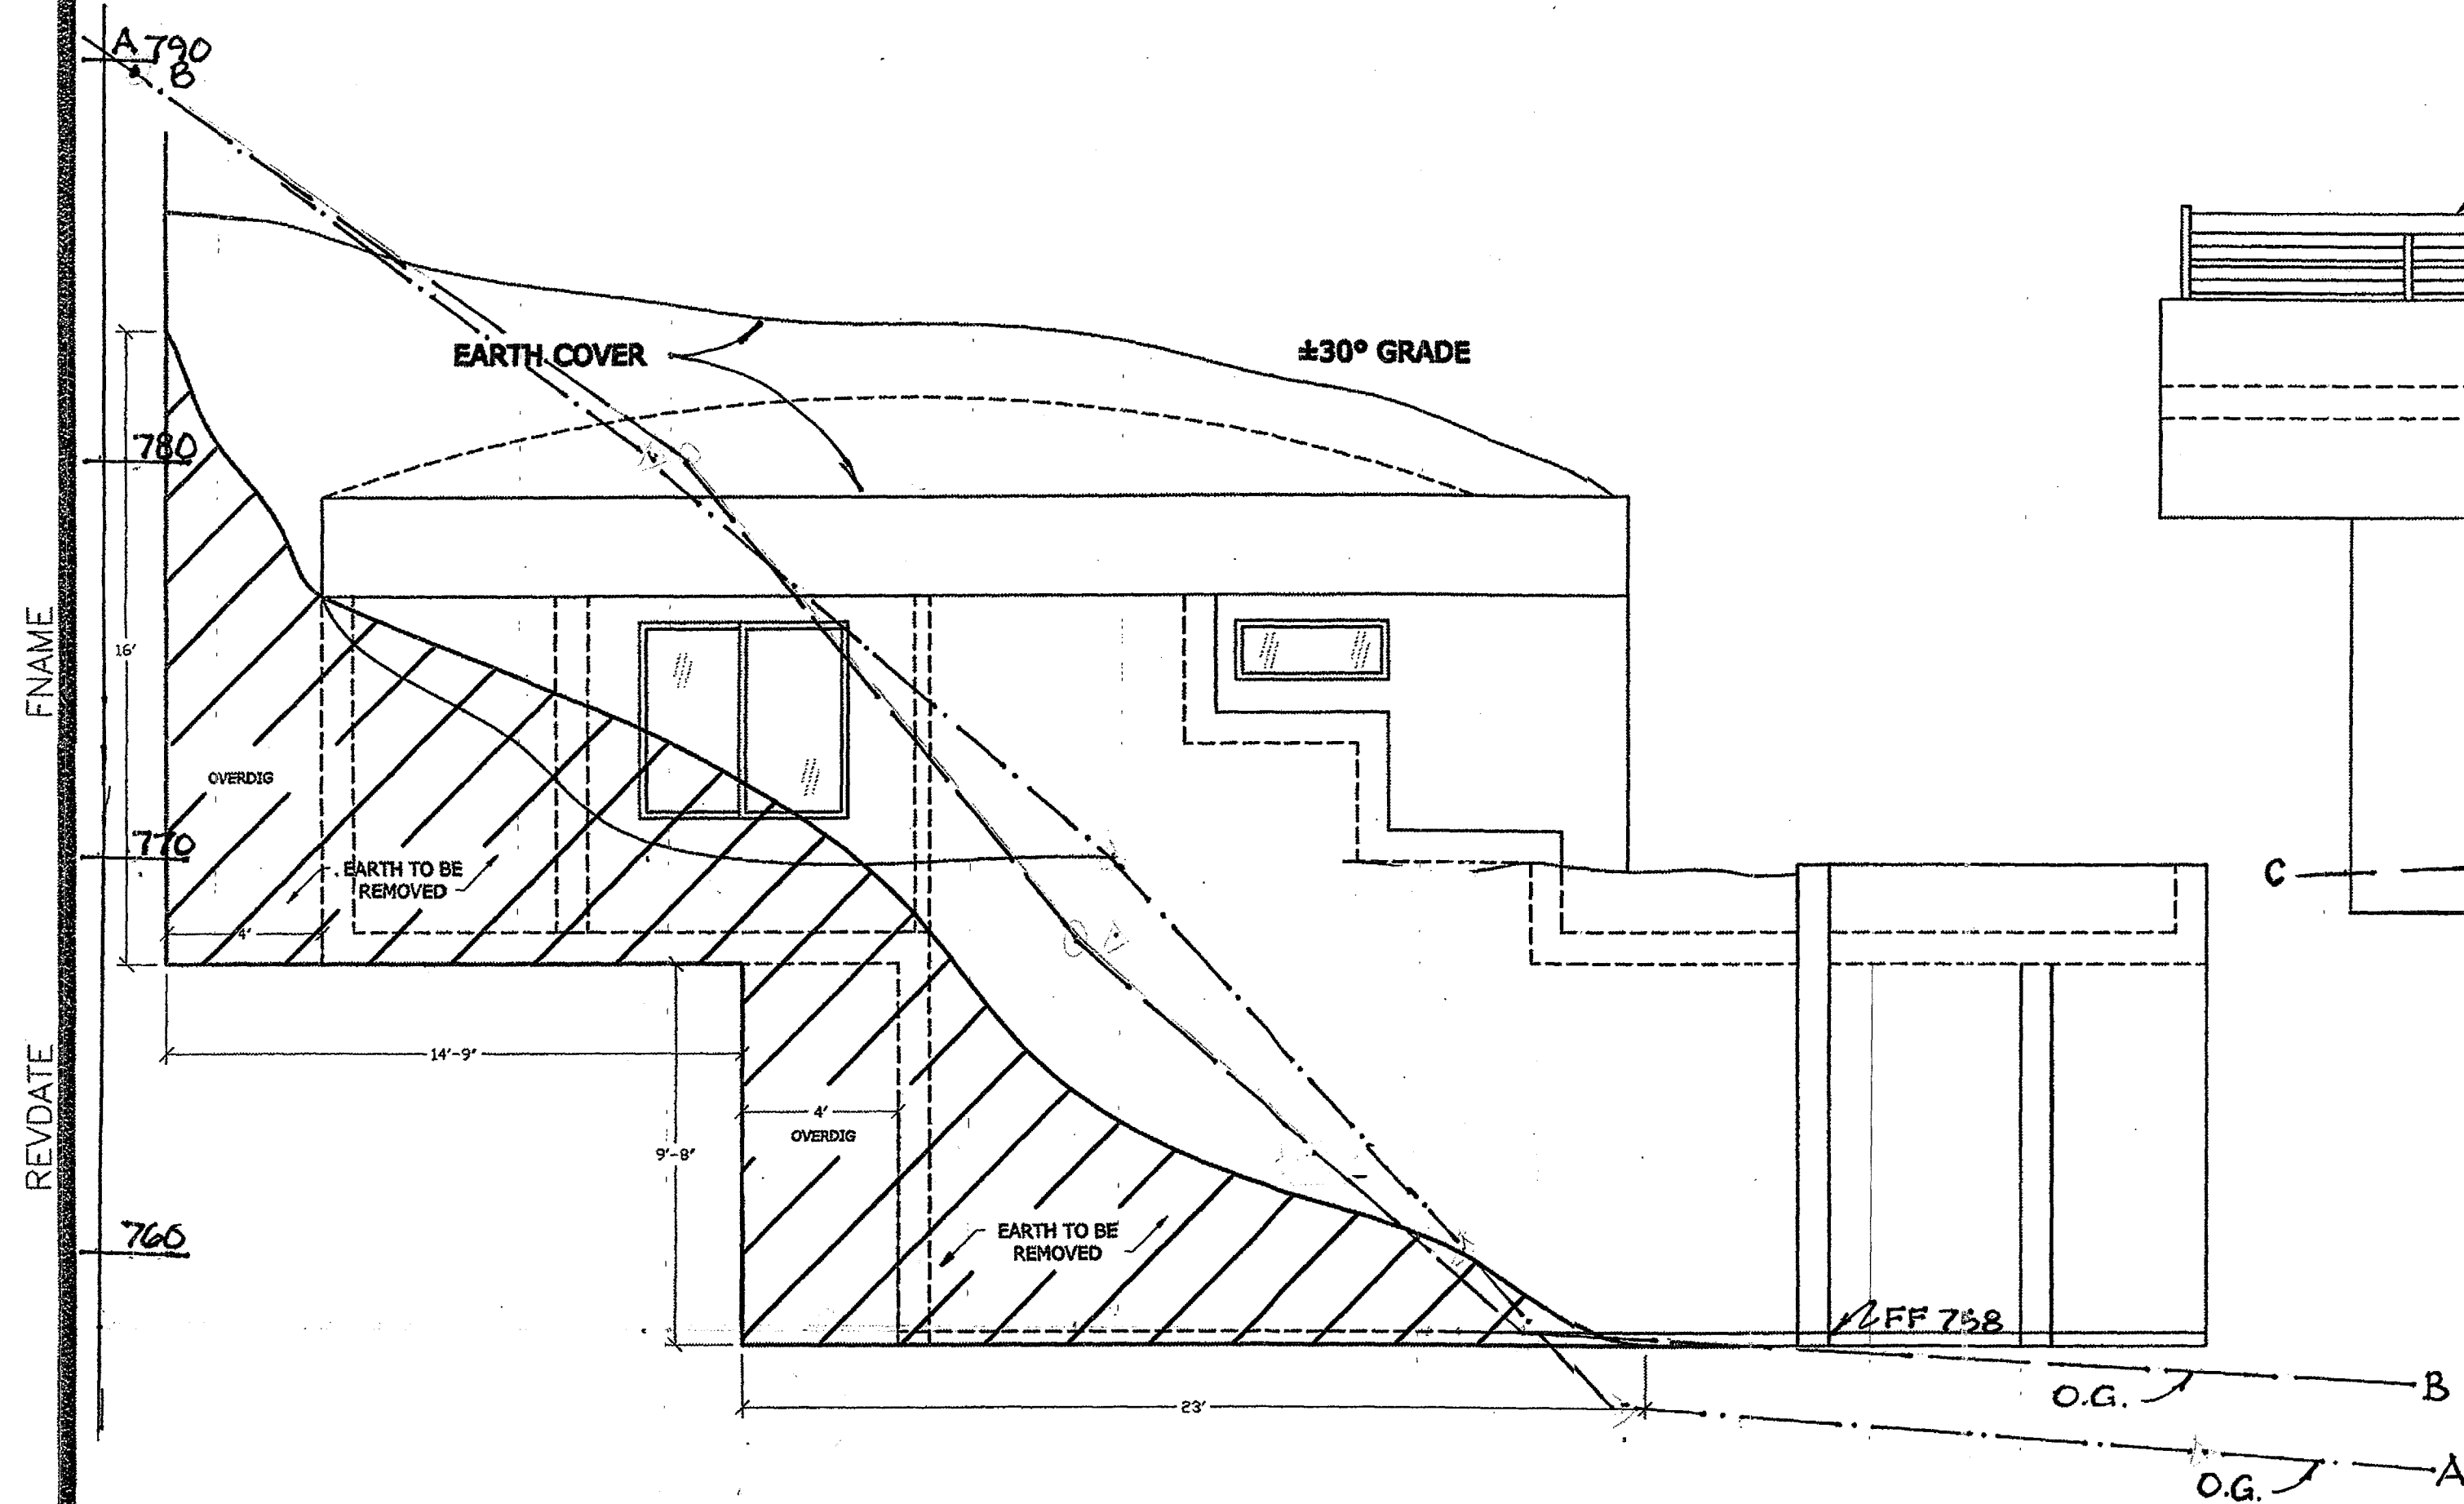 A 790
B
EARTH COVER
±30° GRADE
780
FNAME
16'
OVERDIG
770
EARTH TO BE
REMOVED
C
4'
14'-9"
REVDATE
4'
OVERDIG
9'-8"
EARTH TO BE
REMOVED
760
FF 758
B
O.G.
23'
A
O.G.